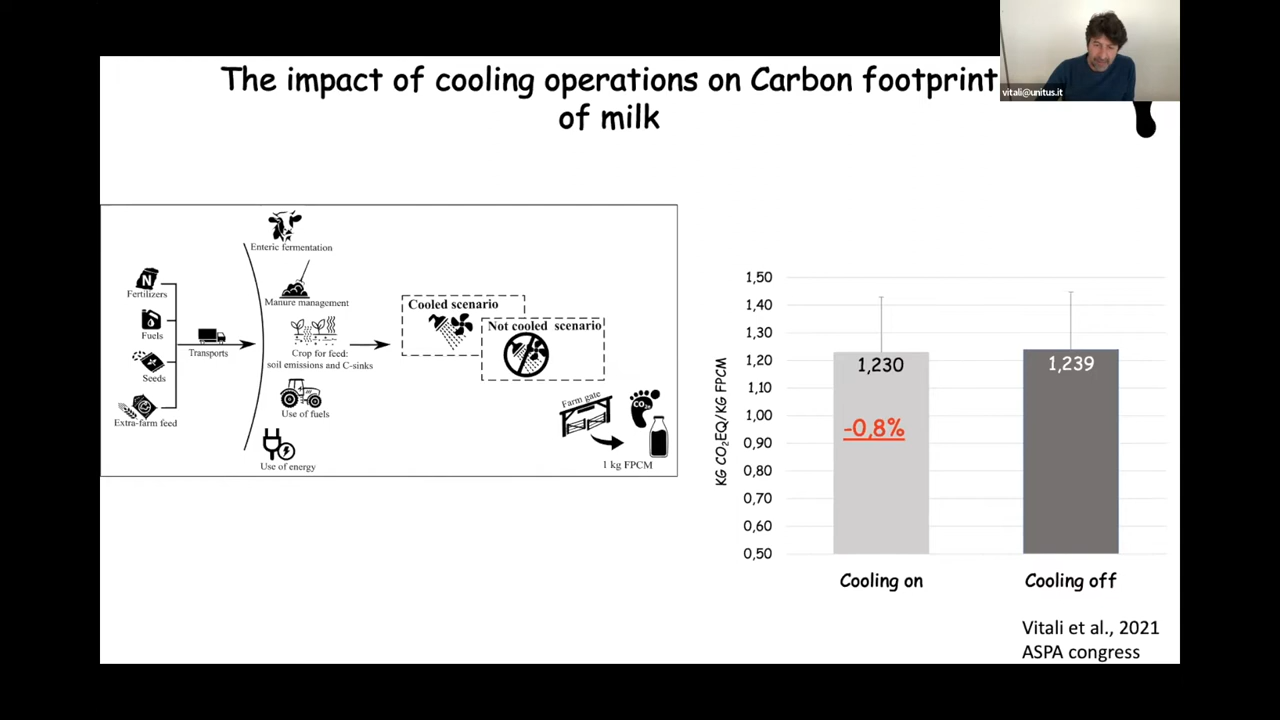 The impact of cooling operations on Carbon footprint
of milk
vitali@unitus.it
Enteric fermentation
N
Fertilizers
Manure management
Fuels
Transports
Cooled scenario
Not cooled scenario
Crop for feed:
soil emissions and C-sinks
Seeds
Use of fuels
Extra-farm feed
Farm gate
CO₂
Use of energy
1 kg FPCM
KG CO₂EQ/KG FPCM
1,50
1,40
1,30
1,20
1,10
1,00
0,90
0,80
0,70
0,60
0,50
1,230
1,239
-0,8%
Cooling on
Cooling off
Vitali et al., 2021
ASPA congress